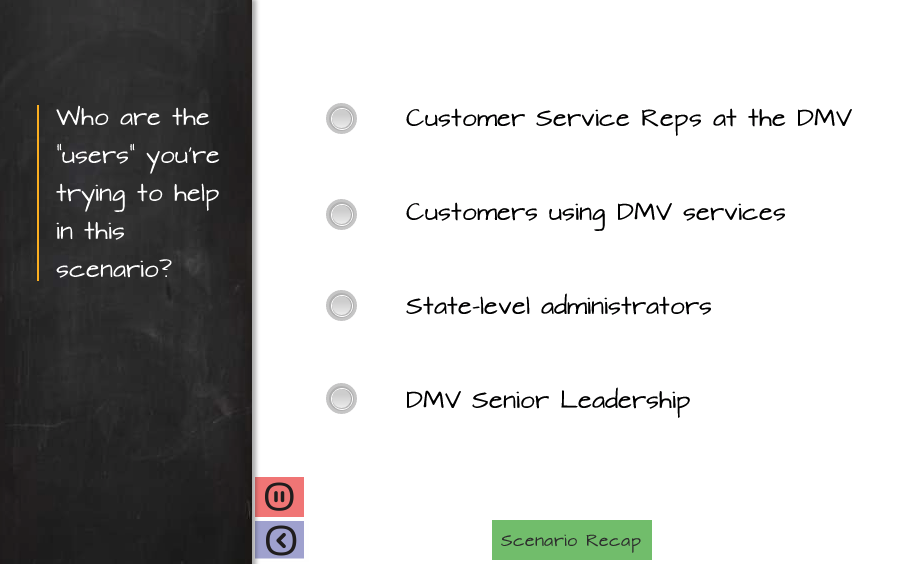 Who are the
"users" you're
trying to help
in this
scenario?
Customer Service Reps at the DMV
Customers using DMV services
State-level administrators
DMV Senior Leadership
Scenario Recap